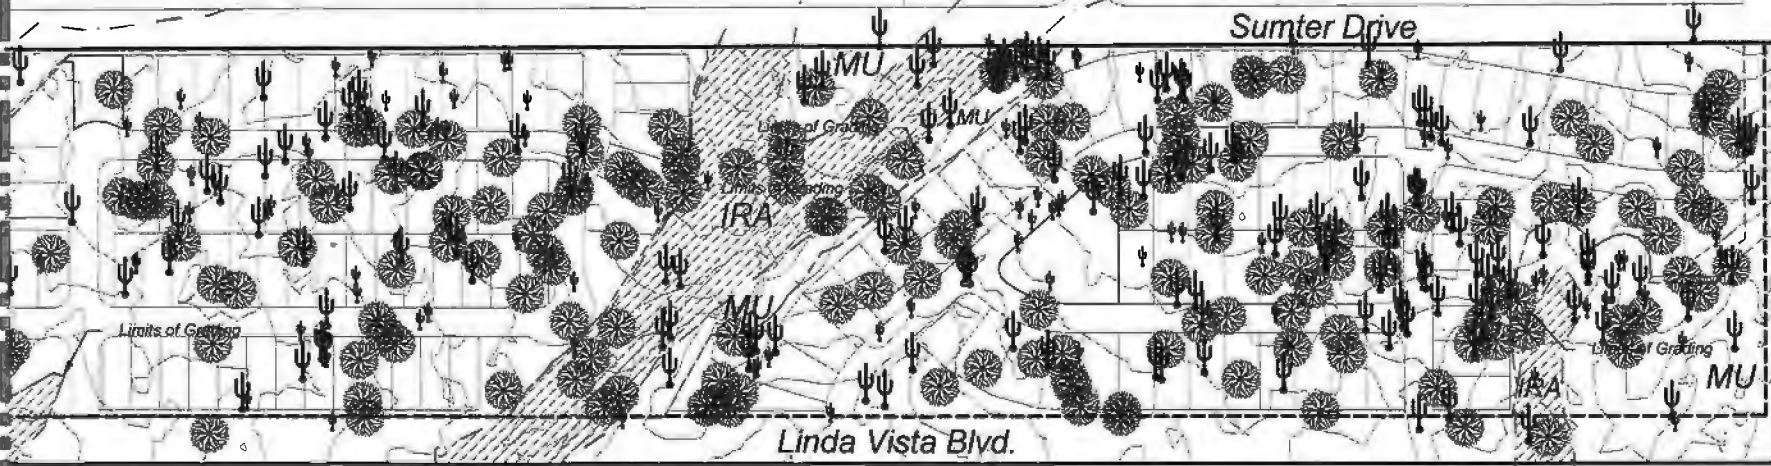 Sumter Drive
MU
MU
Limits of Grading
Limits of Grading
IRA
MU
Limits of Grading
Limits of Grading
IRA
MU
Linda Vista Blvd.